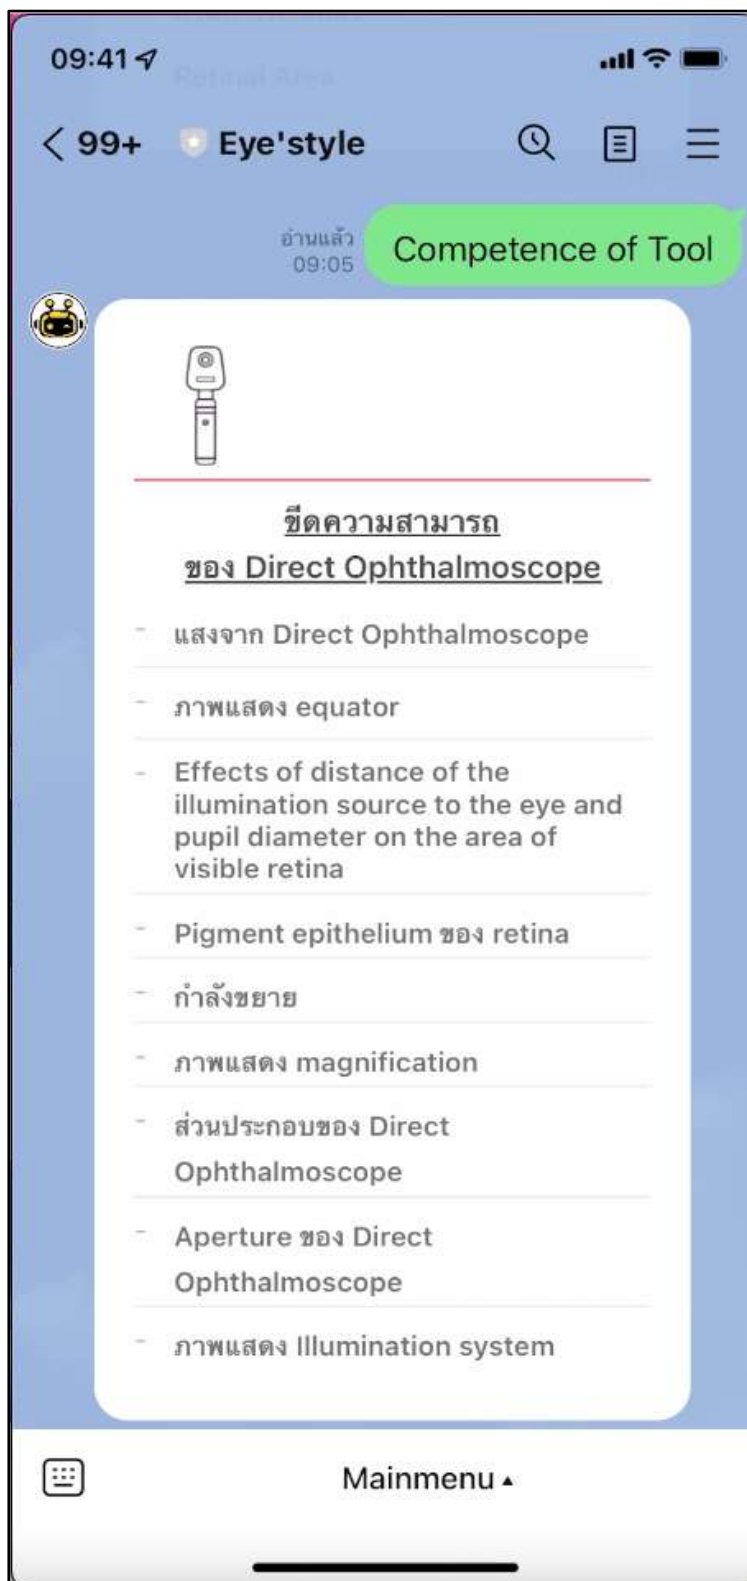 09:41
Retinal Area
99+ Eye'style
อ่านแล้ว
09:05
Competence of Tool
ขีดความสามารถ
ของ Direct Ophthalmoscope
- แสงจาก Direct Ophthalmoscope
- ภาพแสดง equator
- Effects of distance of the
illumination source to the eye and
pupil diameter on the area of
visible retina
- Pigment epithelium ของ retina
- กำลังขยาย
- ภาพแสดง magnification
- ส่วนประกอบของ Direct
Ophthalmoscope
- Aperture ของ Direct
Ophthalmoscope
- ภาพแสดง Illumination system
Mainmenu ▴